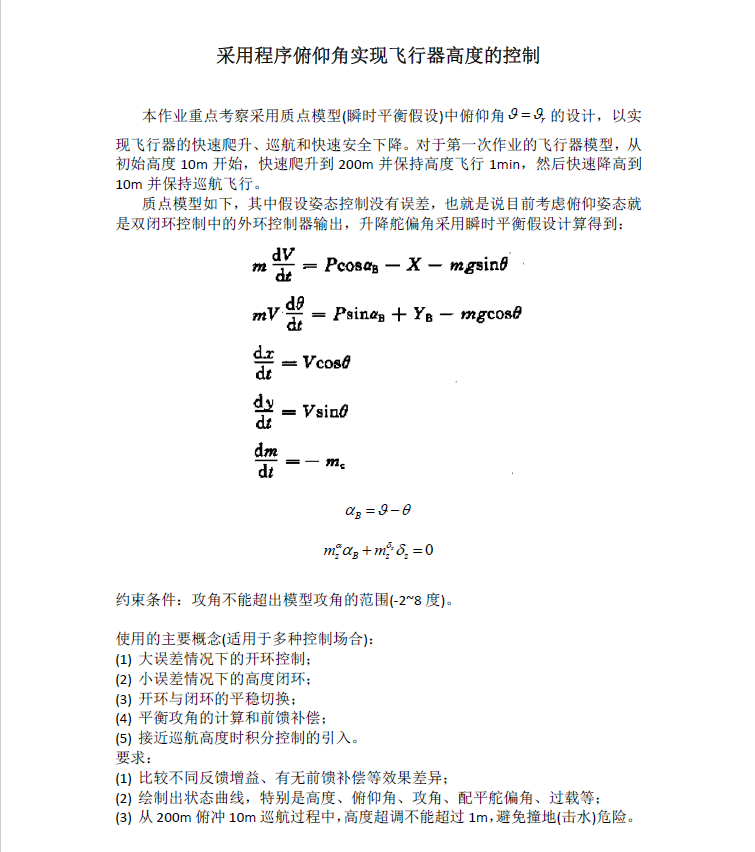 采用程序俯仰角实现飞行器高度的控制
本作业重点考察采用质点模型(瞬时平衡假设)中俯仰角 ϑ = ϑr 的设计，以实
现飞行器的快速爬升、巡航和快速安全下降。对于第一次作业的飞行器模型，从
初始高度 10m 开始，快速爬升到 200m 并保持高度飞行 1min，然后快速降高到
10m 并保持巡航飞行。
质点模型如下，其中假设姿态控制没有误差，也就是说目前考虑俯仰姿态就
是双闭环控制中的外环控制器输出，升降舵偏角采用瞬时平衡假设计算得到：
m dV/dt = Pcosα_B − X − mgsinθ
mV dθ/dt = Psinα_B + Y_B − mgcosθ
dx/dt = Vcosθ
dy/dt = Vsinθ
dm/dt = − m_c
α_B = ϑ − θ
m_z^α α_B + m_z^{δ_z} δ_z = 0
约束条件：攻角不能超出模型攻角的范围(-2~8 度)。
使用的主要概念(适用于多种控制场合)：
(1) 大误差情况下的开环控制；
(2) 小误差情况下的高度闭环；
(3) 开环与闭环的平稳切换；
(4) 平衡攻角的计算和前馈补偿；
(5) 接近巡航高度时积分控制的引入。
要求：
(1) 比较不同反馈增益、有无前馈补偿等效果差异；
(2) 绘制出状态曲线，特别是高度、俯仰角、攻角、配平舵偏角、过载等；
(3) 从 200m 俯冲 10m 巡航过程中，高度超调不能超过 1m，避免撞地(击水)危险。